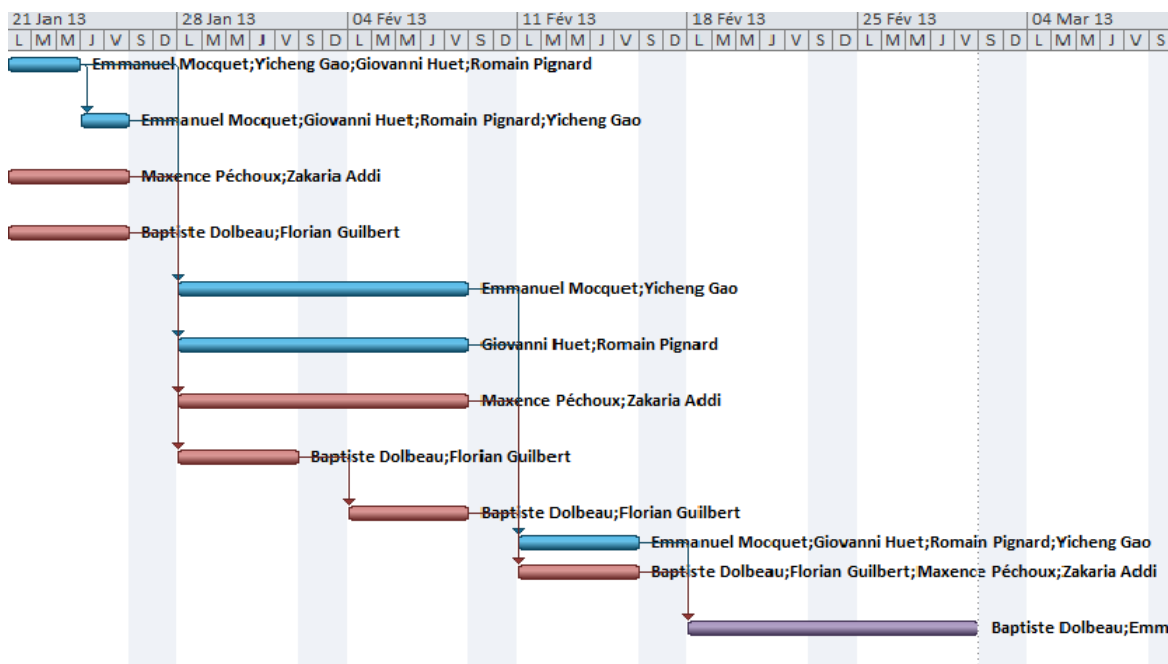 21 Jan 13 28 Jan 13 04 Fév 13 11 Fév 13 18 Fév 13 25 Fév 13 04 Mar 13
L M M J V S D L M M J V S D L M M J V S D L M M J V S D L M M J V S D L M M J V S D L M M J V S
Emmanuel Mocquet;Yicheng Gao;Giovanni Huet;Romain Pignard
Emmanuel Mocquet;Giovanni Huet;Romain Pignard;Yicheng Gao
Maxence Péchoux;Zakaria Addi
Baptiste Dolbeau;Florian Guilbert
Emmanuel Mocquet;Yicheng Gao
Giovanni Huet;Romain Pignard
Maxence Péchoux;Zakaria Addi
Baptiste Dolbeau;Florian Guilbert
Baptiste Dolbeau;Florian Guilbert
Emmanuel Mocquet;Giovanni Huet;Romain Pignard;Yicheng Gao
Baptiste Dolbeau;Florian Guilbert;Maxence Péchoux;Zakaria Addi
Baptiste Dolbeau;Emm